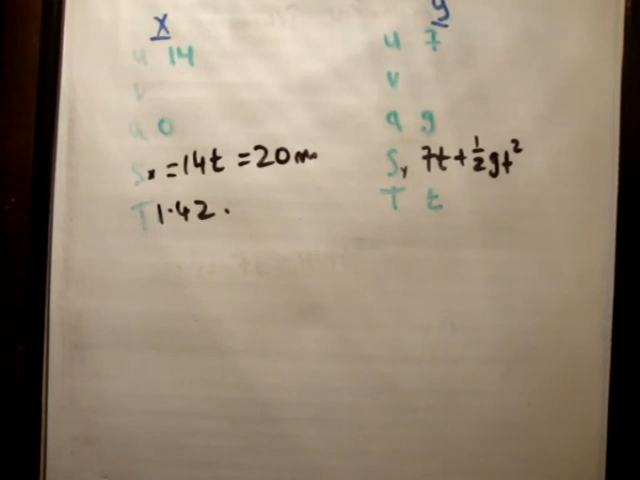 x y
u 14 u 7
v v
a 0 a g
Sx = 14t = 20m Sy 7t + ½gt²
T 1.42. T t